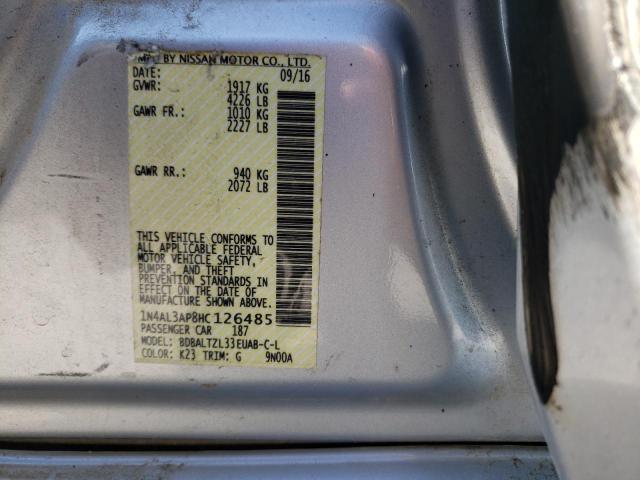 MFD BY NISSAN MOTOR CO., LTD.
DATE: 09/16
GVWR: 1917 KG
4226 LB
GAWR FR.: 1010 KG
2227 LB
GAWR RR.: 940 KG
2072 LB
THIS VEHICLE CONFORMS TO
ALL APPLICABLE FEDERAL
MOTOR VEHICLE SAFETY,
BUMPER, AND THEFT
PREVENTION STANDARDS IN
EFFECT ON THE DATE OF
MANUFACTURE SHOWN ABOVE.
1N4AL3AP8HC126485
PASSENGER CAR 187
MODEL: BDBALTZL33EUAB-C-L
COLOR: K23 TRIM: G 9N00A